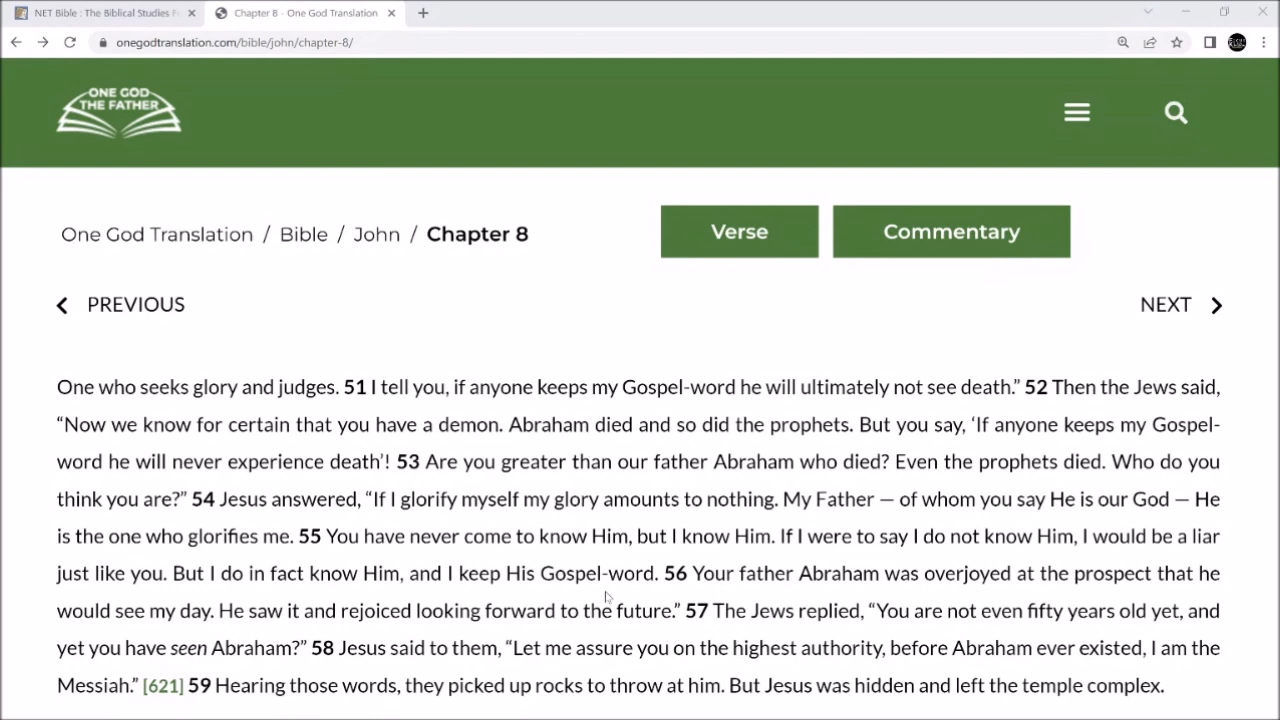 NET Bible : The Biblical Studies F
Chapter 8 - One God Translation
onegodtranslation.com/bible/john/chapter-8/
ONE GOD
THE FATHER
One God Translation / Bible / John / Chapter 8
Verse
Commentary
PREVIOUS
NEXT
One who seeks glory and judges. 51 I tell you, if anyone keeps my Gospel-word he will ultimately not see death.” 52 Then the Jews said,
“Now we know for certain that you have a demon. Abraham died and so did the prophets. But you say, ‘If anyone keeps my Gospel-
word he will never experience death’! 53 Are you greater than our father Abraham who died? Even the prophets died. Who do you
think you are?” 54 Jesus answered, “If I glorify myself my glory amounts to nothing. My Father — of whom you say He is our God — He
is the one who glorifies me. 55 You have never come to know Him, but I know Him. If I were to say I do not know Him, I would be a liar
just like you. But I do in fact know Him, and I keep His Gospel-word. 56 Your father Abraham was overjoyed at the prospect that he
would see my day. He saw it and rejoiced looking forward to the future.” 57 The Jews replied, “You are not even fifty years old yet, and
yet you have seen Abraham?” 58 Jesus said to them, “Let me assure you on the highest authority, before Abraham ever existed, I am the
Messiah.” [621] 59 Hearing those words, they picked up rocks to throw at him. But Jesus was hidden and left the temple complex.